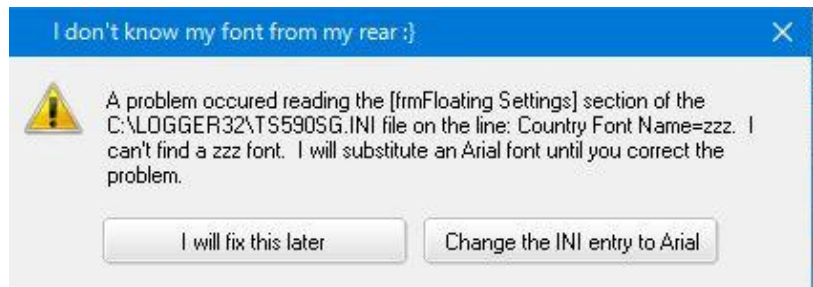 I don't know my font from my rear :}
A problem occured reading the [frmFloating Settings] section of the
C:\LOGGER32\TS590SG.INI file on the line: Country Font Name=zzz. I
can't find a zzz font. I will substitute an Arial font until you correct the
problem.
I will fix this later
Change the INI entry to Arial